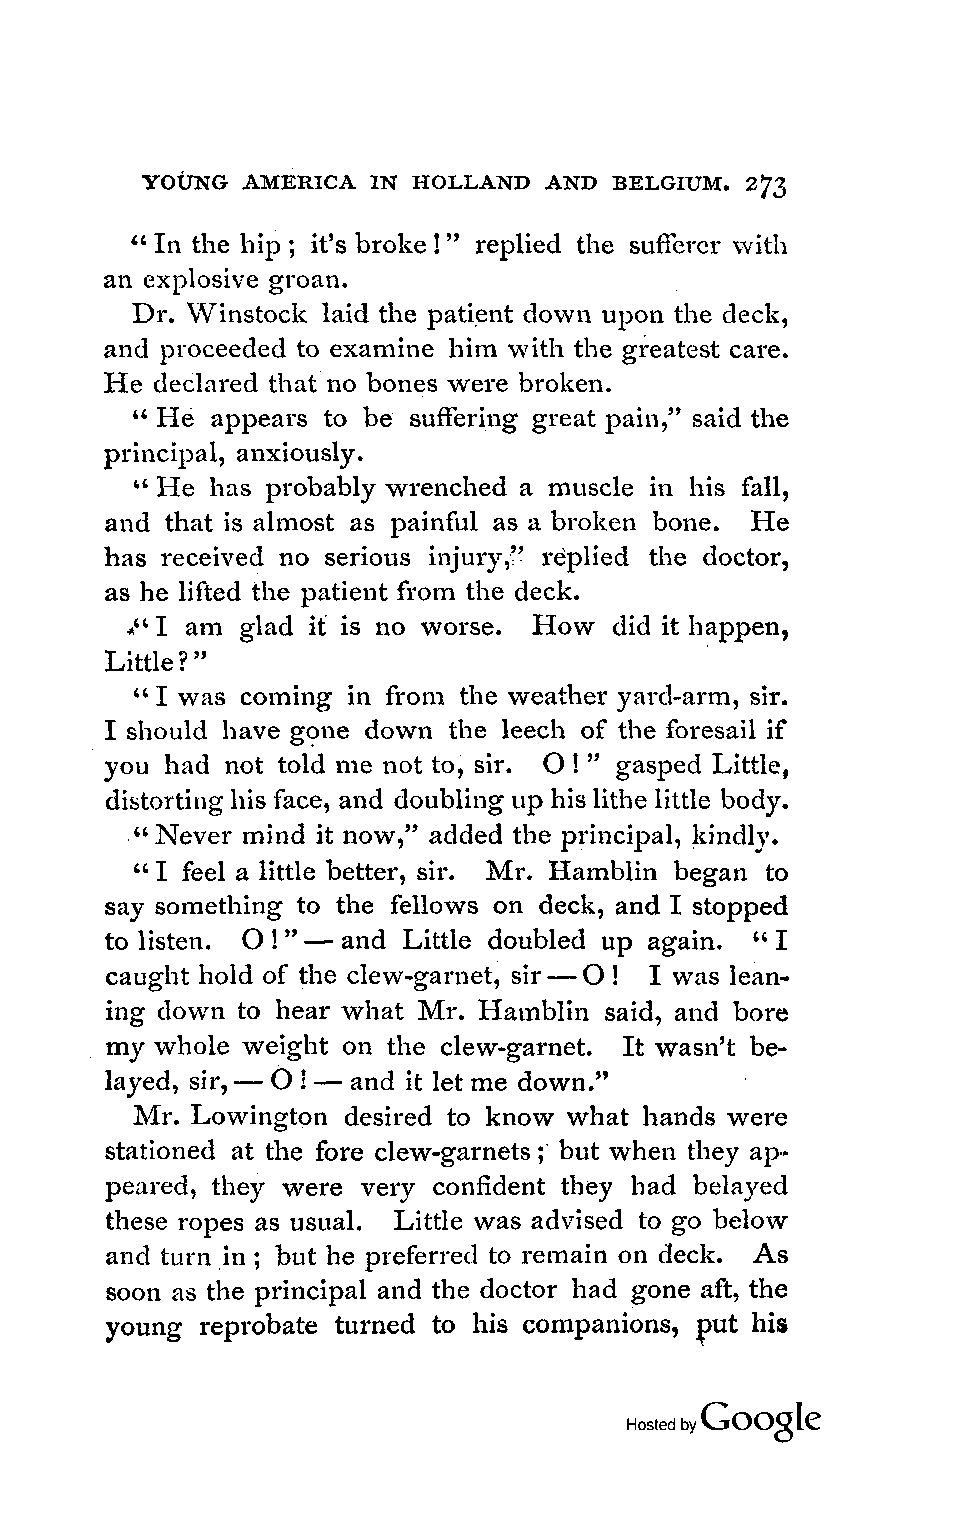 YOUNG AMERICA IN HOLLAND AND BELGIUM. 273
“In the hip; it's broke!” replied the sufferer with
an explosive groan.
Dr. Winstock laid the patient down upon the deck,
and proceeded to examine him with the greatest care.
He declared that no bones were broken.
“He appears to be suffering great pain,” said the
principal, anxiously.
“He has probably wrenched a muscle in his fall,
and that is almost as painful as a broken bone. He
has received no serious injury,” replied the doctor,
as he lifted the patient from the deck.
“I am glad it is no worse. How did it happen,
Little?”
“I was coming in from the weather yard-arm, sir.
I should have gone down the leech of the foresail if
you had not told me not to, sir. O!” gasped Little,
distorting his face, and doubling up his lithe little body.
“Never mind it now,” added the principal, kindly.
“I feel a little better, sir. Mr. Hamblin began to
say something to the fellows on deck, and I stopped
to listen. O!” — and Little doubled up again. “I
caught hold of the clew-garnet, sir — O! I was lean-
ing down to hear what Mr. Hamblin said, and bore
my whole weight on the clew-garnet. It wasn't be-
layed, sir, — O! — and it let me down.”
Mr. Lowington desired to know what hands were
stationed at the fore clew-garnets; but when they ap-
peared, they were very confident they had belayed
these ropes as usual. Little was advised to go below
and turn in; but he preferred to remain on deck. As
soon as the principal and the doctor had gone aft, the
young reprobate turned to his companions, put his
Hosted by Google